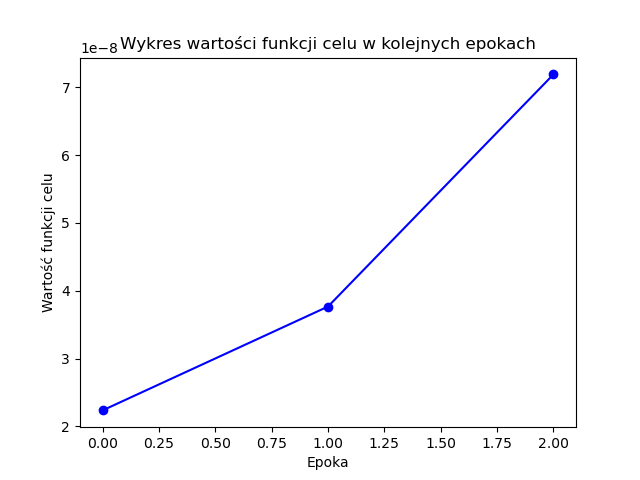 Wykres wartości funkcji celu w kolejnych epokach
1e−8
7
6
5
4
3
2
Wartość funkcji celu
0.00 0.25 0.50 0.75 1.00 1.25 1.50 1.75 2.00
Epoka